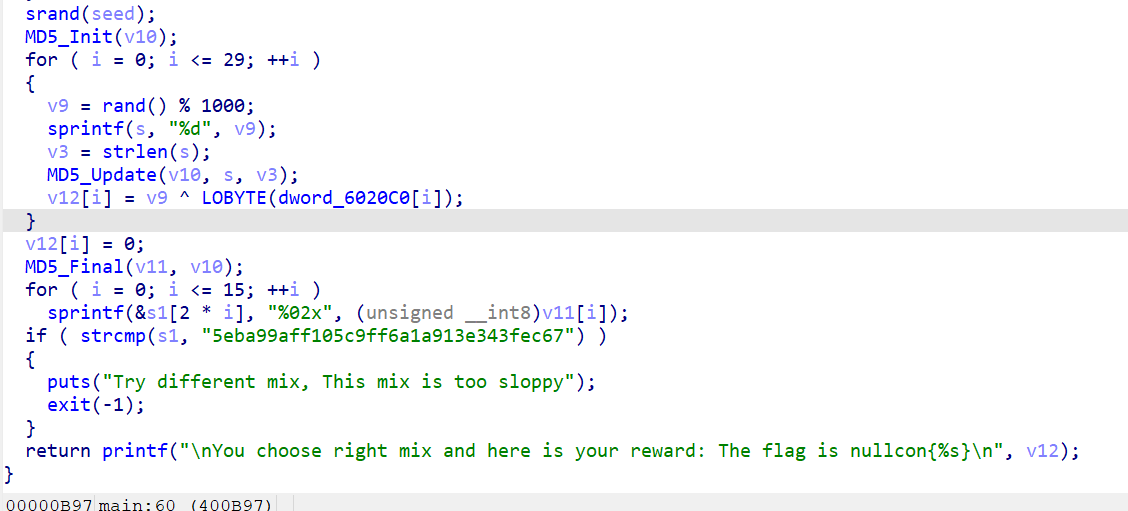 srand(seed);
MD5_Init(v10);
for ( i = 0; i <= 29; ++i )
{
v9 = rand() % 1000;
sprintf(s, "%d", v9);
v3 = strlen(s);
MD5_Update(v10, s, v3);
v12[i] = v9 ^ LOBYTE(dword_6020C0[i]);
}
v12[i] = 0;
MD5_Final(v11, v10);
for ( i = 0; i <= 15; ++i )
sprintf(&s1[2 * i], "%02x", (unsigned __int8)v11[i]);
if ( strcmp(s1, "5eba99aff105c9ff6a1a913e343fec67") )
{
puts("Try different mix, This mix is too sloppy");
exit(-1);
}
return printf("\nYou choose right mix and here is your reward: The flag is nullcon{%s}\n", v12);
}
00000B97 main:60 (400B97)